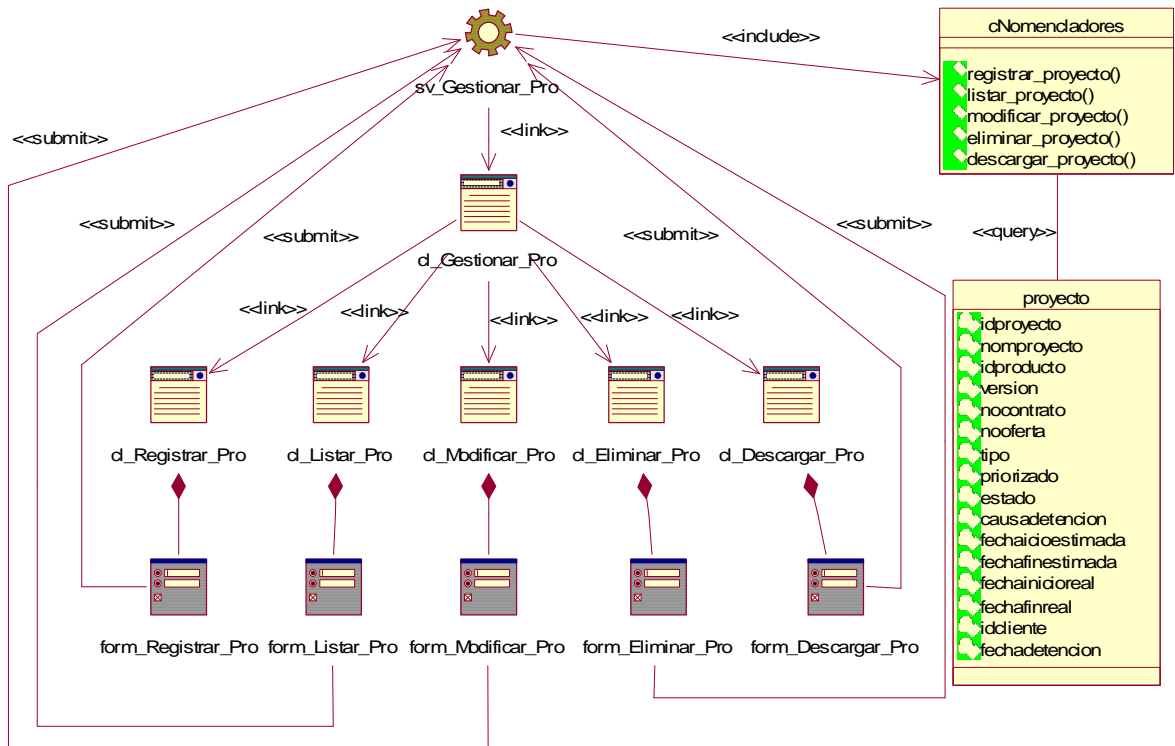 cNomencladores
<<include>>
registrar_proyecto()
listar_proyecto()
modificar_proyecto()
eliminar_proyecto()
descargar_proyecto()
sv_Gestionar_Pro
<<submit>>
<<link>>
<<submit>>
<<submit>>
<<submit>>
<<submit>>
<<query>>
cl_Gestionar_Pro
proyecto
<<link>>
<<link>>
<<link>>
<<link>>
<<link>>
idproyecto
nomproyecto
idproducto
version
nocontrato
nooferta
tipo
priorizado
estado
causadetencion
fechaicioestimada
fechafinestimada
fechainicioreal
fechafinreal
idcliente
fechadetencion
cl_Registrar_Pro
cl_Listar_Pro
cl_Modificar_Pro
cl_Eliminar_Pro
cl_Descargar_Pro
form_Registrar_Pro
form_Listar_Pro
form_Modificar_Pro
form_Eliminar_Pro
form_Descargar_Pro